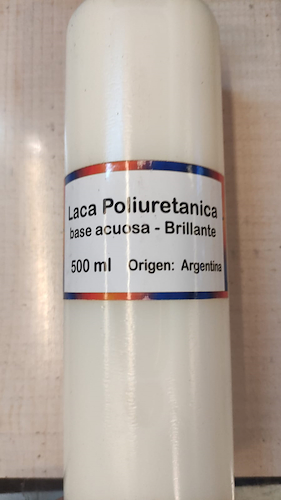 Laca Poliuretanica
base acuosa - Brillante
500 ml Origen: Argentina